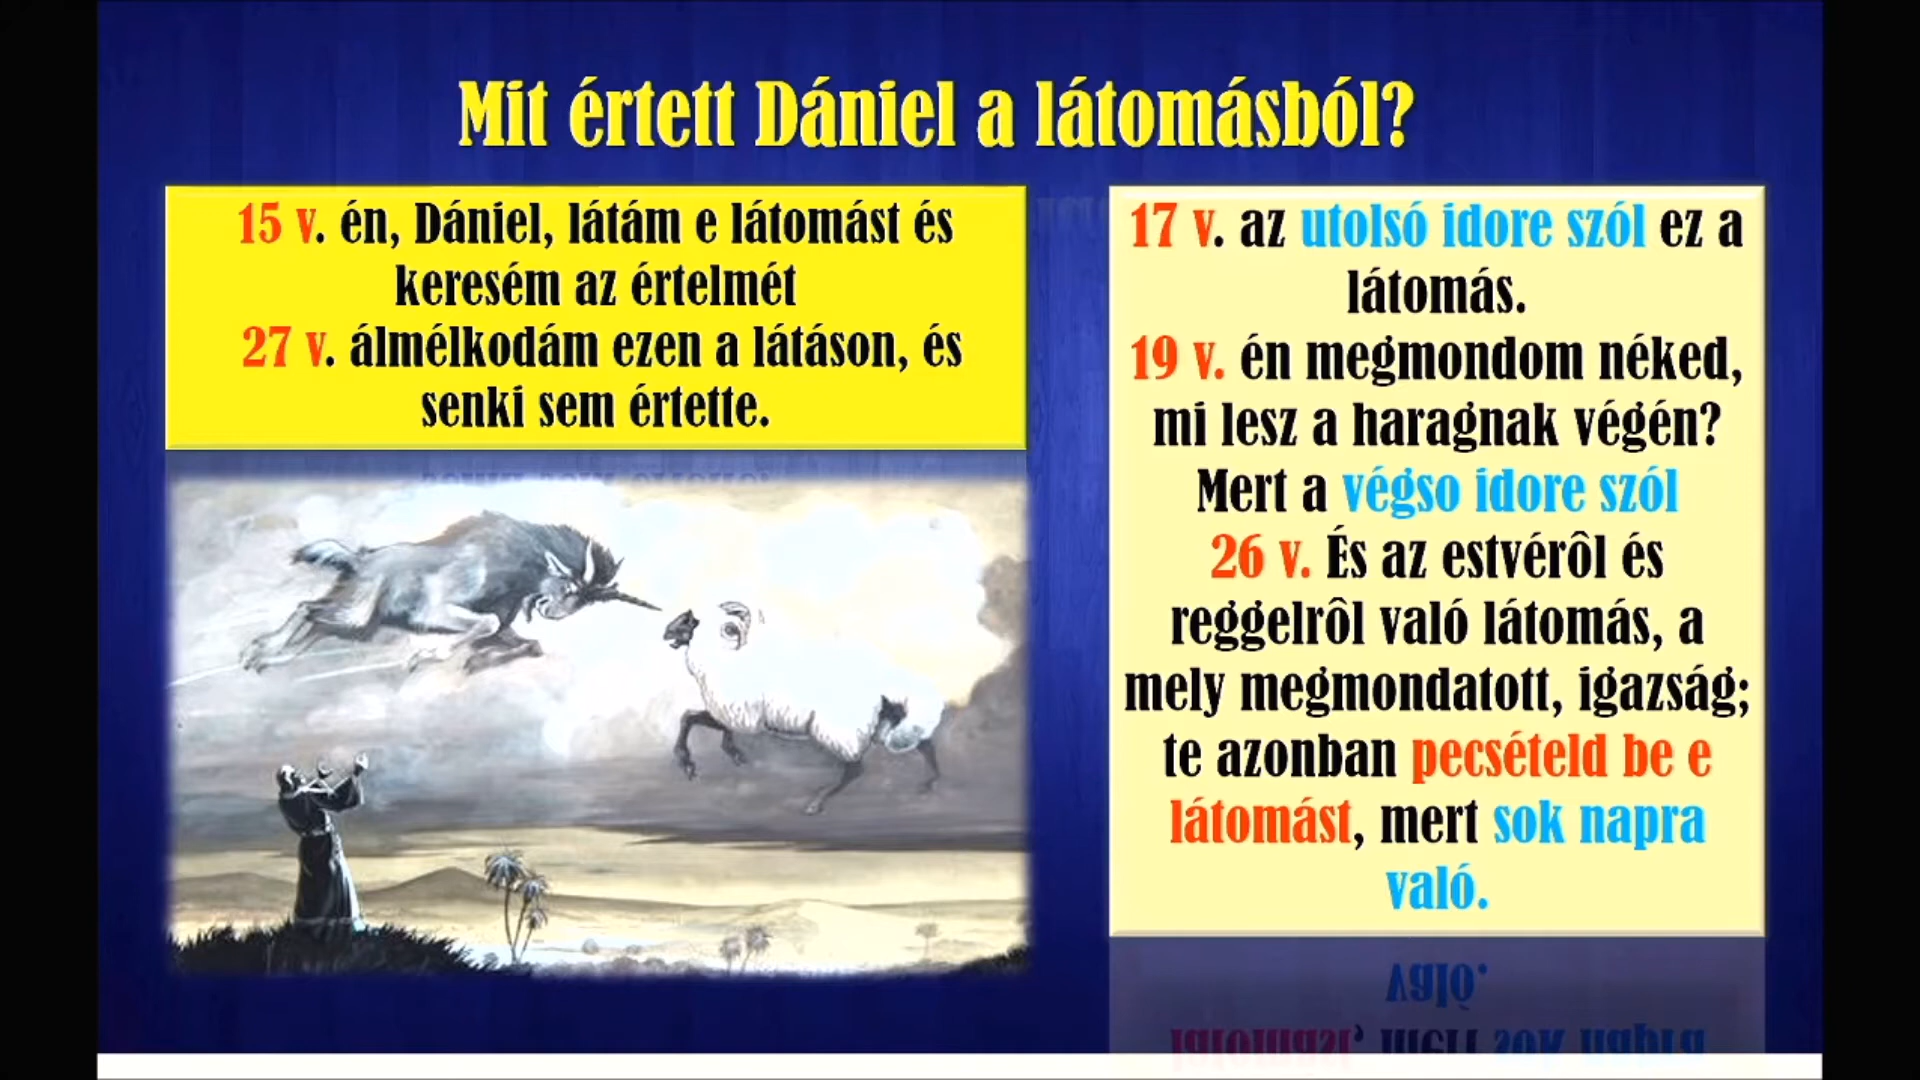 Mit értett Dániel a látomásból?
15 v. én, Dániel, látám e látomást és
keresém az értelmét
27 v. álmélkodám ezen a látáson, és
senki sem értette.
17 v. az utolsó idore szól ez a
látomás.
19 v. én megmondom néked,
mi lesz a haragnak végén?
Mert a végso idore szól
26 v. És az estvérôl és
reggelrôl való látomás, a
mely megmondatott, igazság;
te azonban pecsételd be e
látomást, mert sok napra
való.